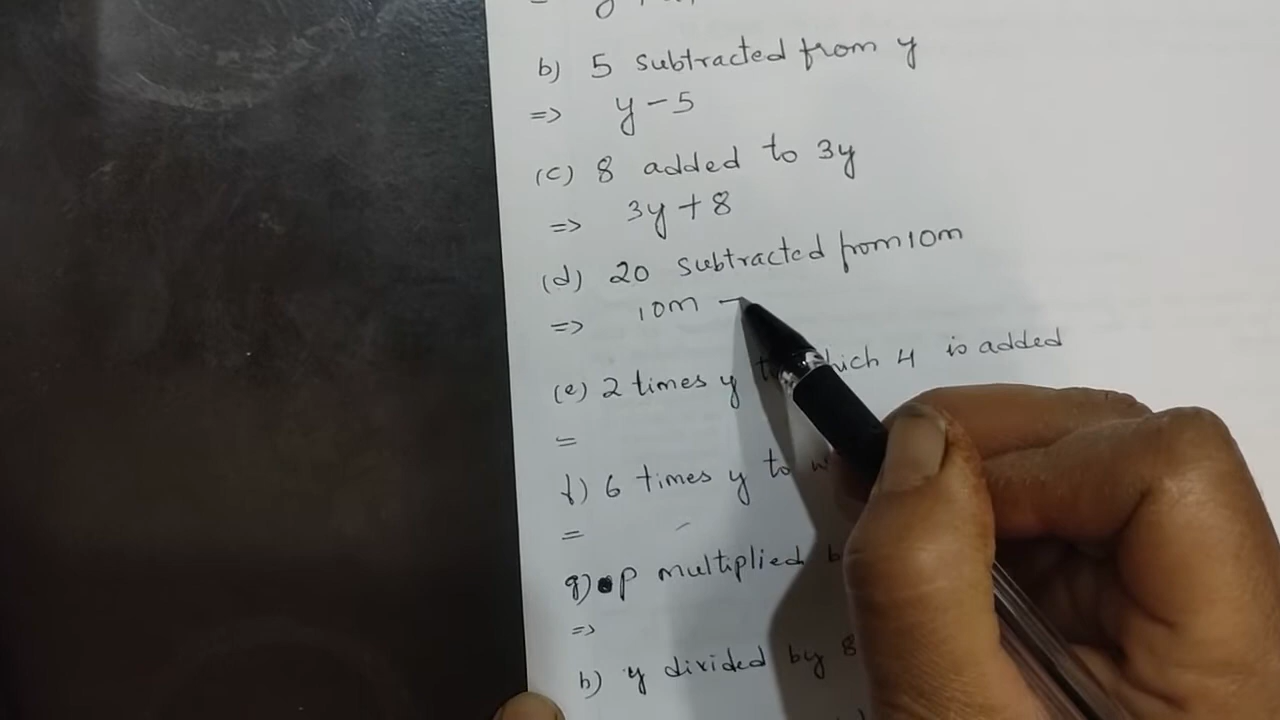 b) 5 subtracted from y
=> y - 5
(c) 8 added to 3y
=> 3y + 8
(d) 20 subtracted from 10m
=> 10m -
(e) 2 times y which 4 is added
=
f) 6 times y to
=
g) p multiplied
=>
h) y divided by 8